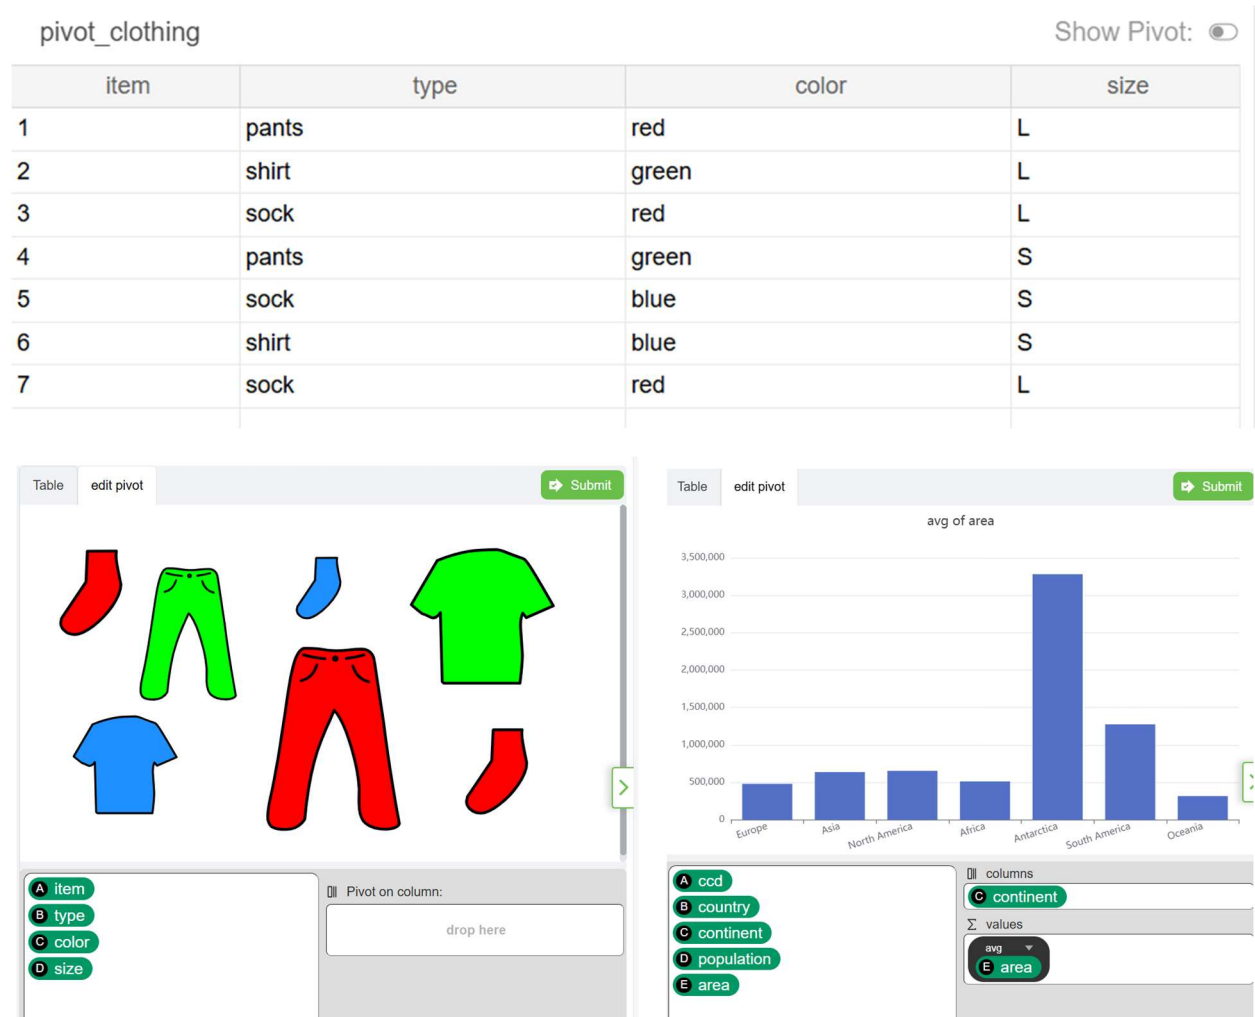 pivot_clothing Show Pivot:
item type color size
1 pants red L
2 shirt green L
3 sock red L
4 pants green S
5 sock blue S
6 shirt blue S
7 sock red L
Table edit pivot Submit
A item
B type
C color
D size
Pivot on column:
drop here
Table edit pivot Submit
avg of area
3,500,000
3,000,000
2,500,000
2,000,000
1,500,000
1,000,000
500,000
0
Europe Asia North America Africa Antarctica South America Oceania
A ccd
B country
C continent
D population
E area
columns
C continent
Σ values
avg
E area